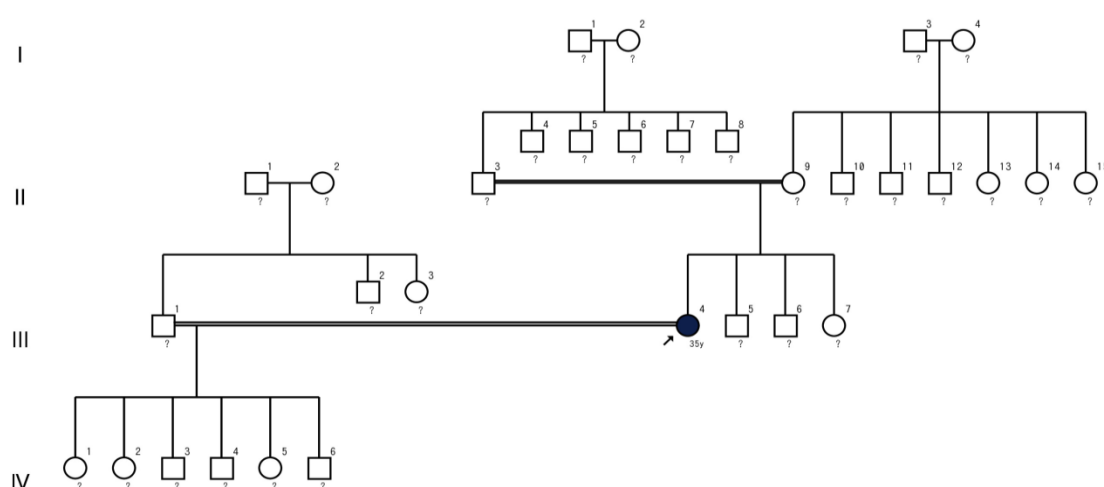 I
1 2 3 4
? ? ? ?
4 5 6 7 8
? ? ? ? ?
II
1 2 3 9 10 11 12 13 14
? ? ? ? ? ? ? ? ? ?
2 3
? ?
III
1 4 5 6 7
? 35y ? ? ?
IV
1 2 3 4 5 6
? ? ? ? ? ?